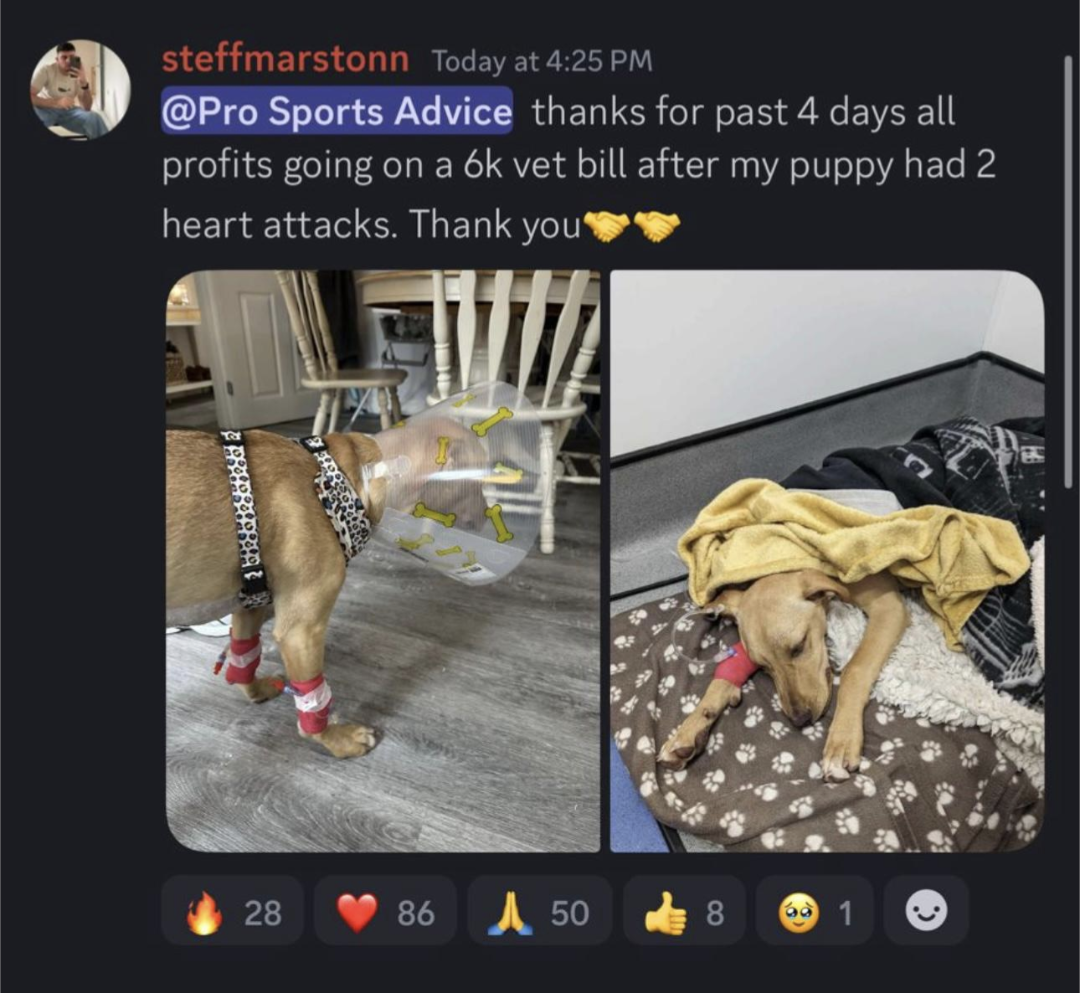 steffmarstonn Today at 4:25 PM
@Pro Sports Advice thanks for past 4 days all
profits going on a 6k vet bill after my puppy had 2
heart attacks. Thank you🤝🤝
🔥 28 ❤️ 86 🙏 50 👍 8 🥹 1